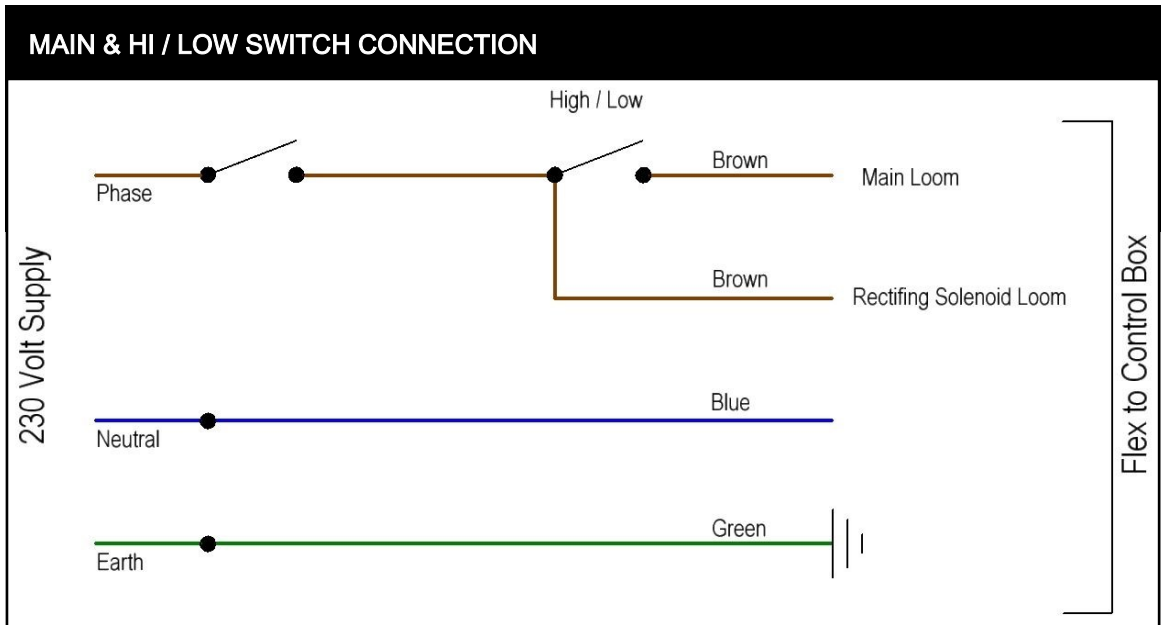 MAIN & HI / LOW SWITCH CONNECTION
High / Low
Brown
Main Loom
Phase
Brown
Rectifing Solenoid Loom
230 Volt Supply
Flex to Control Box
Blue
Neutral
Green
Earth